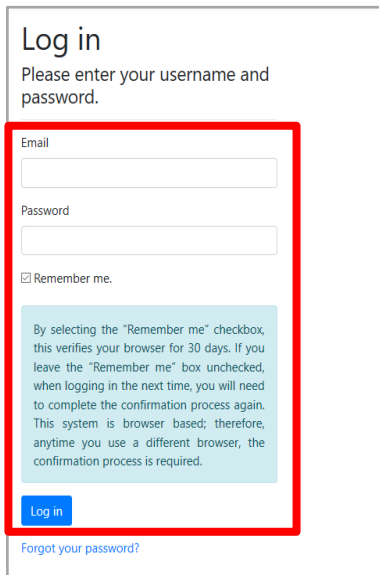 Log in
Please enter your username and
password.
Email
Password
Remember me.
By selecting the “Remember me” checkbox,
this verifies your browser for 30 days. If you
leave the “Remember me” box unchecked,
when logging in the next time, you will need
to complete the confirmation process again.
This system is browser based; therefore,
anytime you use a different browser, the
confirmation process is required.
Log in
Forgot your password?